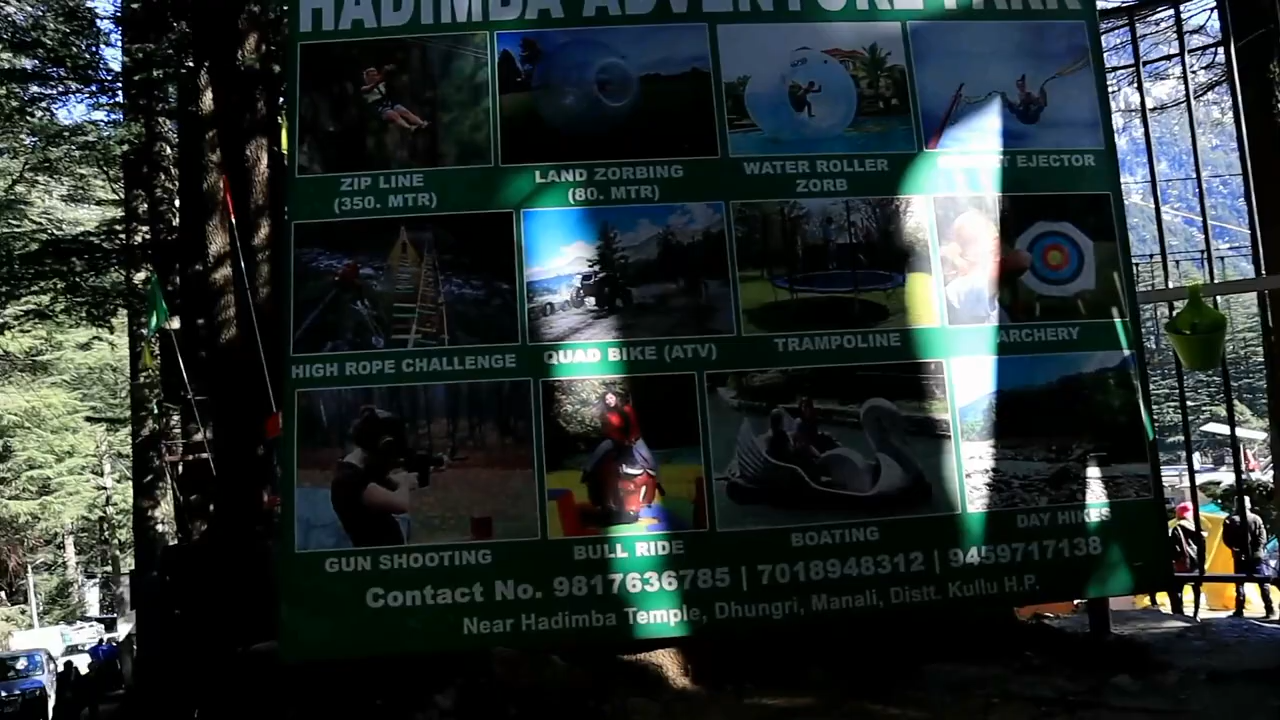 HADIMBA ADVENTURE PARK
ZIP LINE
(350. MTR)
LAND ZORBING
(80. MTR)
WATER ROLLER
ZORB
EJECTOR
HIGH ROPE CHALLENGE
QUAD BIKE (ATV)
TRAMPOLINE
ARCHERY
GUN SHOOTING
BULL RIDE
BOATING
DAY HIKES
Contact No. 9817636785 | 7018948312 | 9459717138
Near Hadimba Temple, Dhungri, Manali, Distt. Kullu H.P.